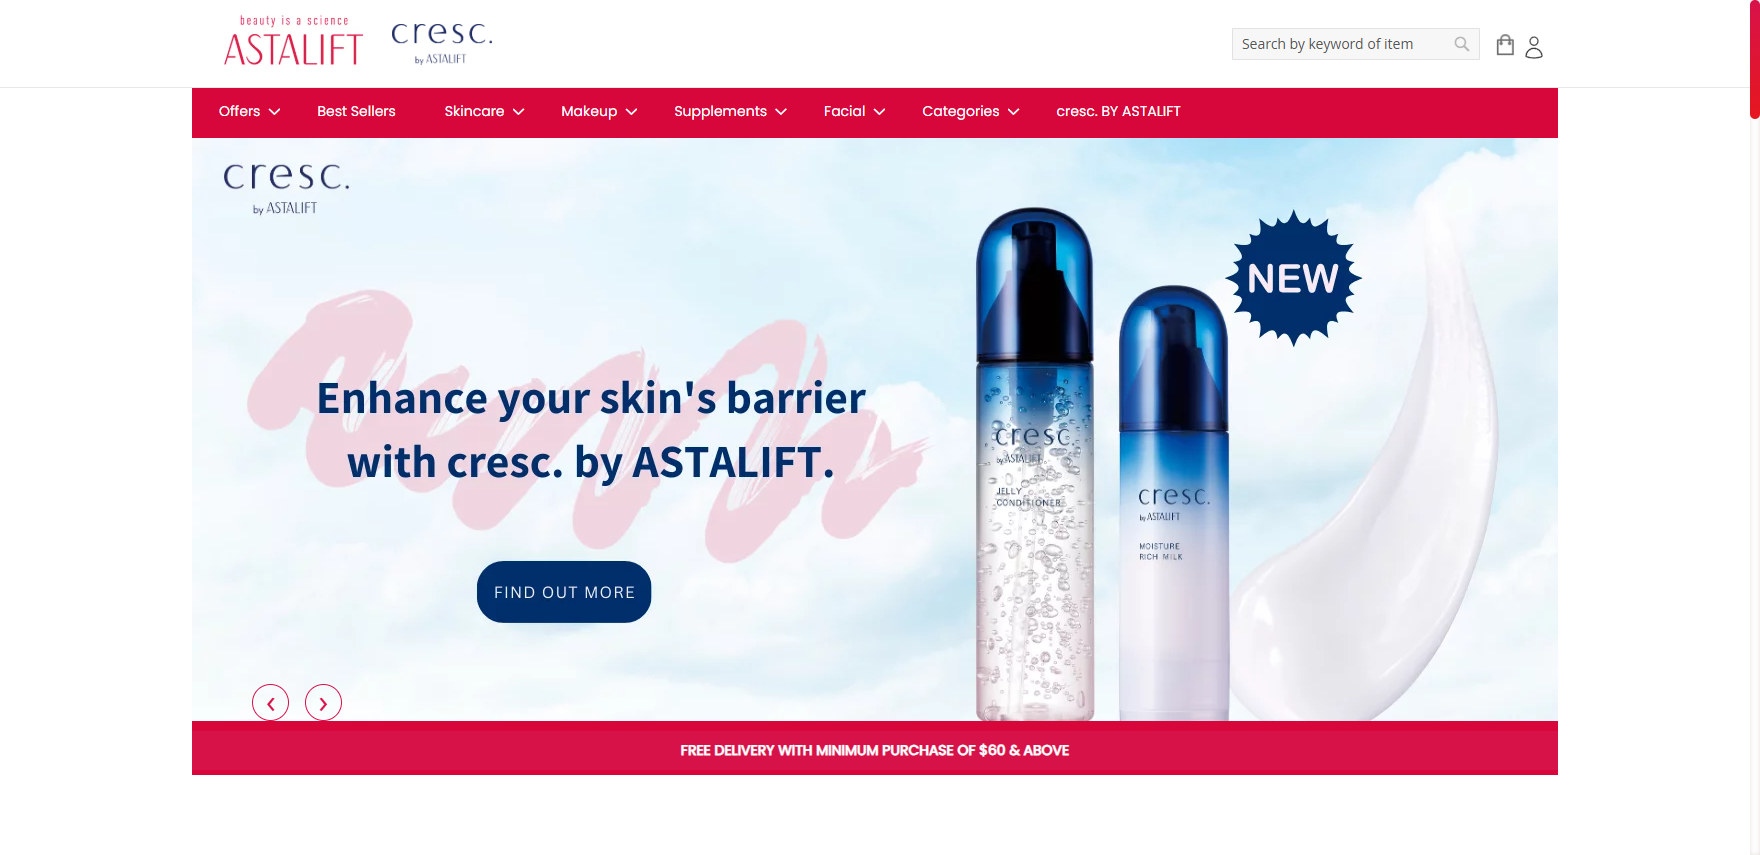 beauty is a science
ASTALIFT
cresc.
by ASTALIFT
Search by keyword of item
Offers
Best Sellers
Skincare
Makeup
Supplements
Facial
Categories
cresc. BY ASTALIFT
cresc.
by ASTALIFT
NEW
Enhance your skin's barrier
with cresc. by ASTALIFT.
cresc.
by ASTALIFT
JELLY
CONDITIONER
cresc.
by ASTALIFT
MOISTURE
RICH MILK
FIND OUT MORE
FREE DELIVERY WITH MINIMUM PURCHASE OF $60 & ABOVE